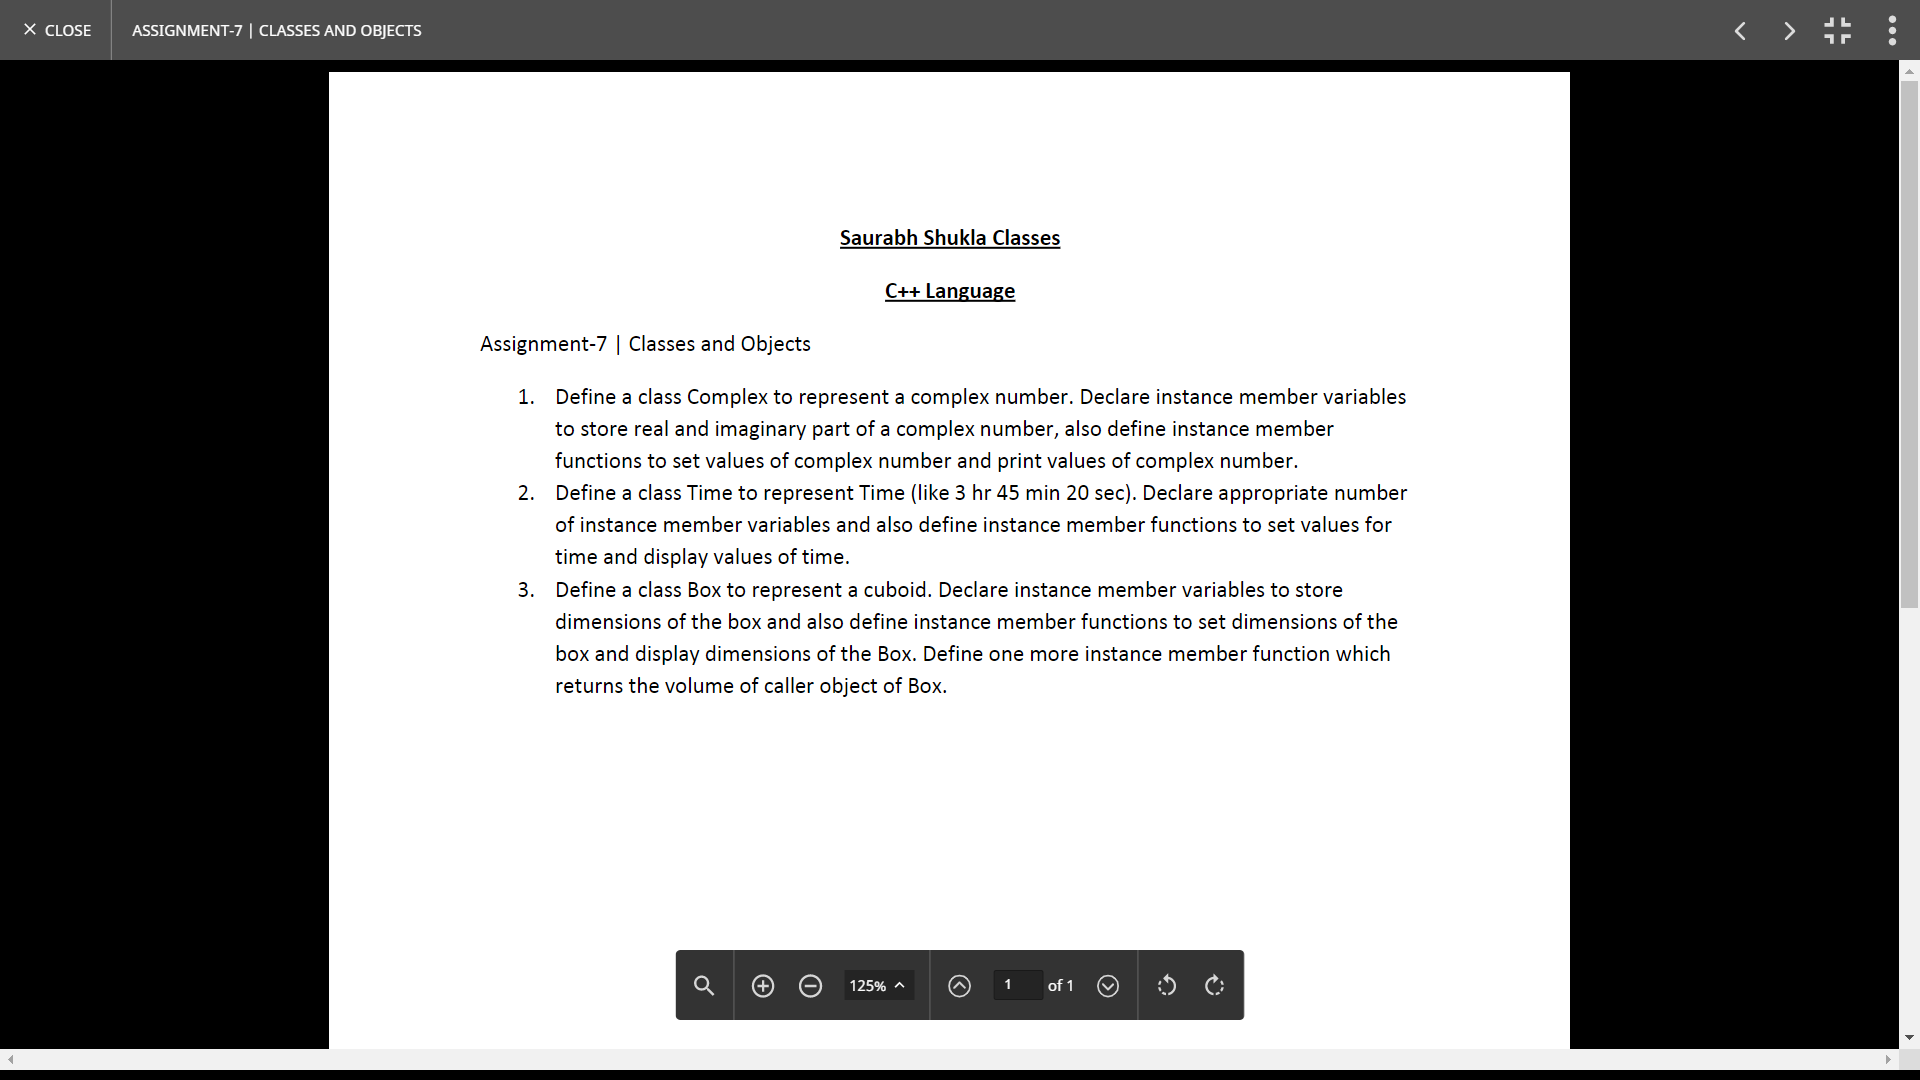 CLOSE
ASSIGNMENT-7 | CLASSES AND OBJECTS
Saurabh Shukla Classes
C++ Language
Assignment-7 | Classes and Objects
1. Define a class Complex to represent a complex number. Declare instance member variables
to store real and imaginary part of a complex number, also define instance member
functions to set values of complex number and print values of complex number.
2. Define a class Time to represent Time (like 3 hr 45 min 20 sec). Declare appropriate number
of instance member variables and also define instance member functions to set values for
time and display values of time.
3. Define a class Box to represent a cuboid. Declare instance member variables to store
dimensions of the box and also define instance member functions to set dimensions of the
box and display dimensions of the Box. Define one more instance member function which
returns the volume of caller object of Box.
125%
1 of 1